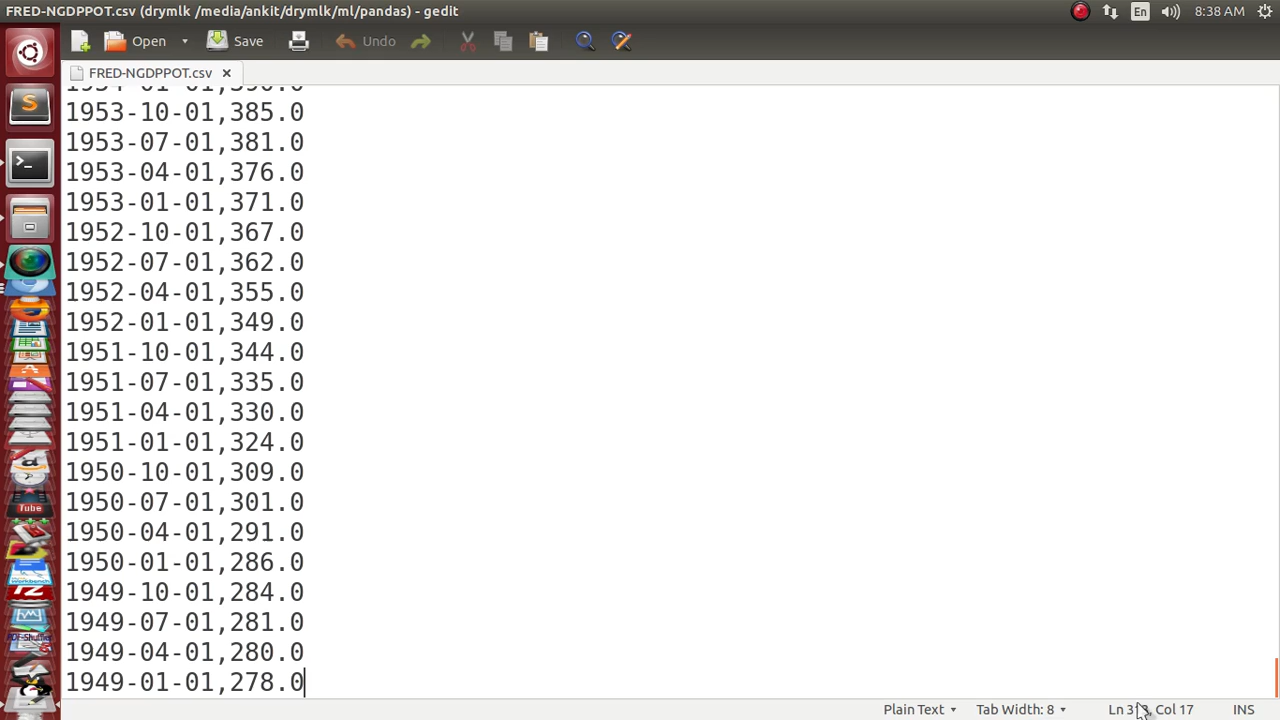 FRED-NGDPPOT.csv (drymlk /media/ankit/drymlk/ml/pandas) - gedit
En
8:38 AM
Open
Save
Undo
FRED-NGDPPOT.csv
1953-10-01,385.0
1953-07-01,381.0
1953-04-01,376.0
1953-01-01,371.0
1952-10-01,367.0
1952-07-01,362.0
1952-04-01,355.0
1952-01-01,349.0
1951-10-01,344.0
1951-07-01,335.0
1951-04-01,330.0
1951-01-01,324.0
1950-10-01,309.0
1950-07-01,301.0
1950-04-01,291.0
1950-01-01,286.0
1949-10-01,284.0
1949-07-01,281.0
1949-04-01,280.0
1949-01-01,278.0
Tube
Plain Text
Tab Width: 8
Ln
Col 17
INS